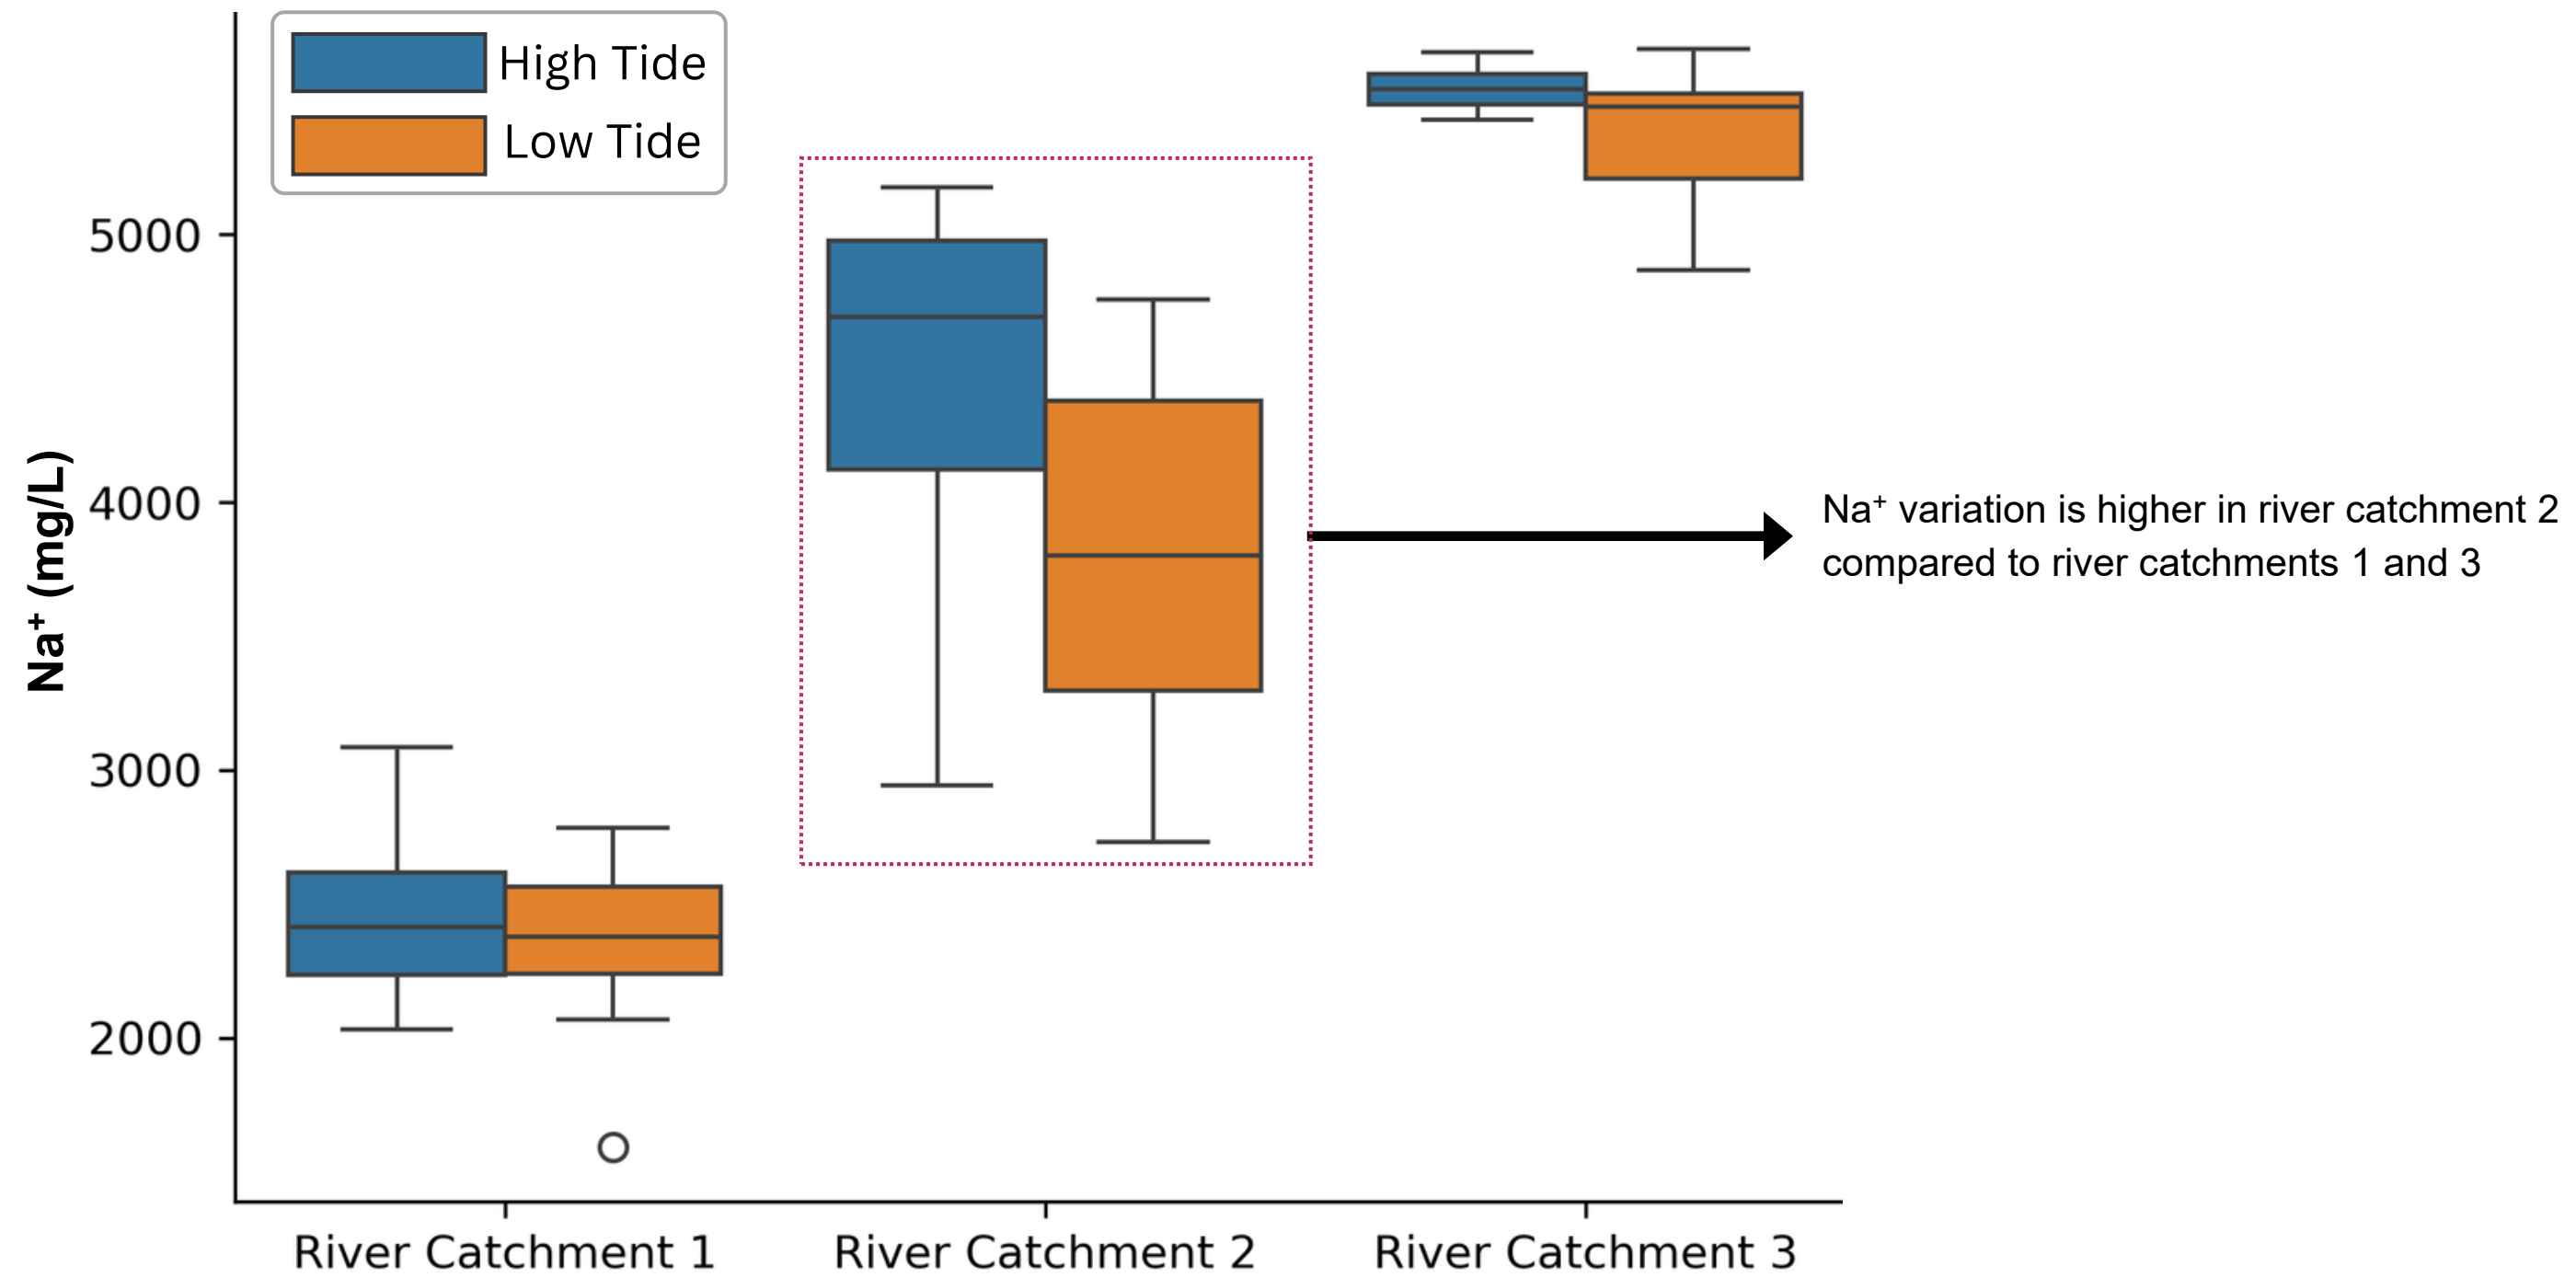 High Tide
Low Tide
5000
4000
3000
2000
Na⁺ (mg/L)
Na⁺ variation is higher in river catchment 2
compared to river catchments 1 and 3
River Catchment 1
River Catchment 2
River Catchment 3